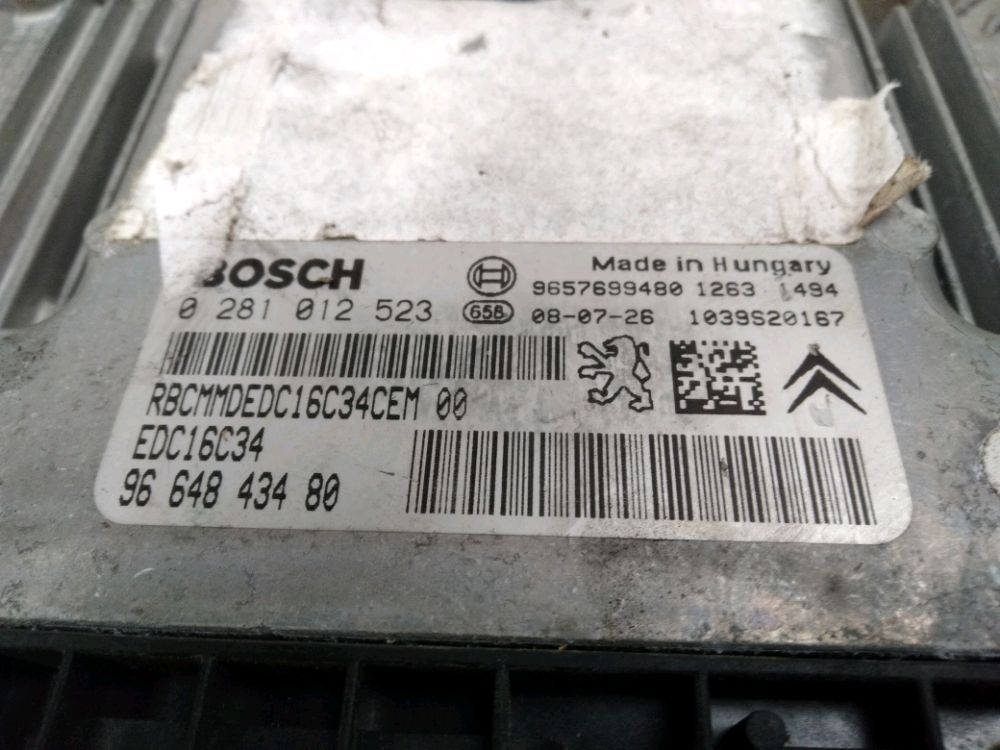 BOSCH
Made in Hungary
0 281 012 523
658
9657699480 1263 1494
08-07-26 1039S20167
RBCMMDEDC16C34CEM 00
EDC16C34
96 648 434 80